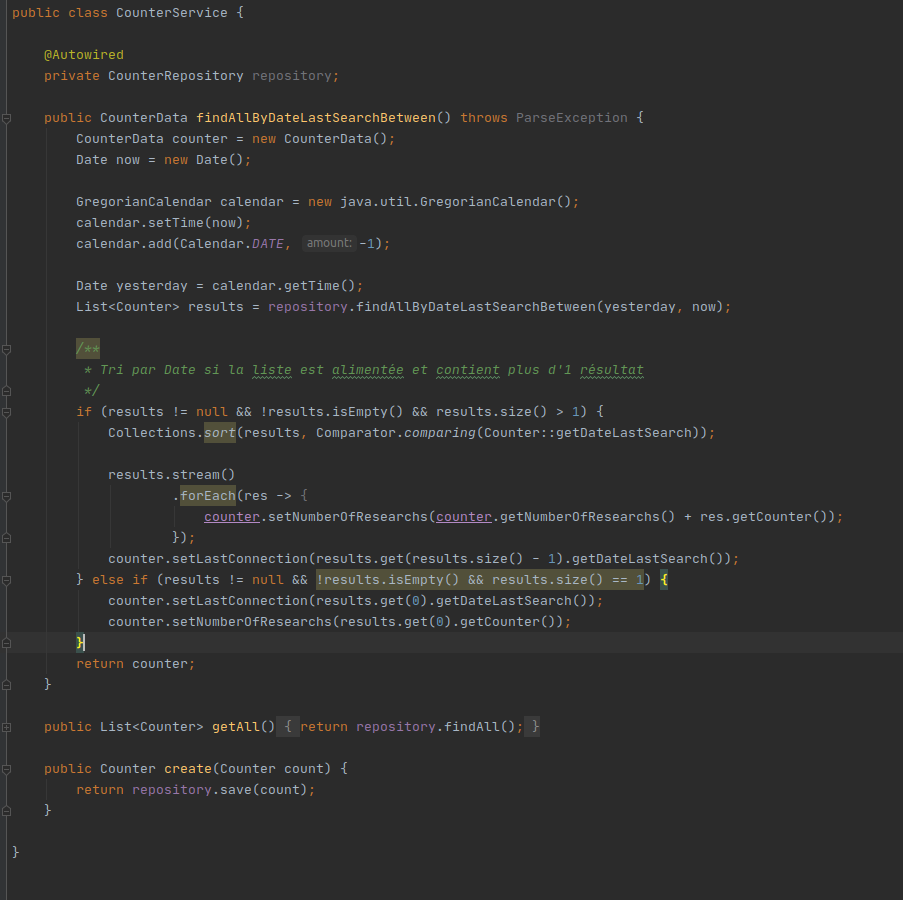 public class CounterService {
@Autowired
private CounterRepository repository;
public CounterData findAllByDateLastSearchBetween() throws ParseException {
CounterData counter = new CounterData();
Date now = new Date();
GregorianCalendar calendar = new java.util.GregorianCalendar();
calendar.setTime(now);
calendar.add(Calendar.DATE, amount: -1);
Date yesterday = calendar.getTime();
List<Counter> results = repository.findAllByDateLastSearchBetween(yesterday, now);
/**
* Tri par Date si la liste est alimentée et contient plus d'1 résultat
*/
if (results != null && !results.isEmpty() && results.size() > 1) {
Collections.sort(results, Comparator.comparing(Counter::getDateLastSearch));
results.stream()
.forEach(res -> {
counter.setNumberOfResearchs(counter.getNumberOfResearchs() + res.getCounter());
});
counter.setLastConnection(results.get(results.size() - 1).getDateLastSearch());
} else if (results != null && !results.isEmpty() && results.size() == 1) {
counter.setLastConnection(results.get(0).getDateLastSearch());
counter.setNumberOfResearchs(results.get(0).getCounter());
}
return counter;
}
public List<Counter> getAll() { return repository.findAll(); }
public Counter create(Counter count) {
return repository.save(count);
}
}